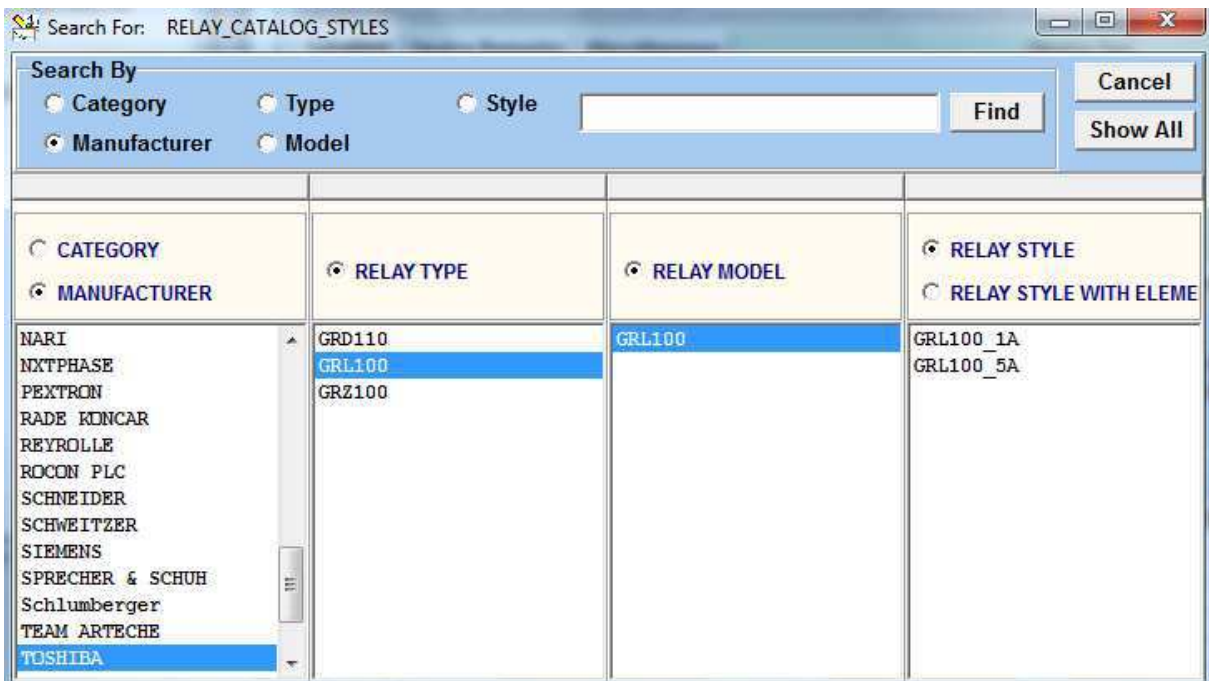 Search For: RELAY_CATALOG_STYLES
Search By
Category
Type
Style
Find
Cancel
Manufacturer
Model
Show All
CATEGORY
MANUFACTURER
RELAY TYPE
RELAY MODEL
RELAY STYLE
RELAY STYLE WITH ELEME
NARI
NXTPHASE
PEXTRON
RADE KONCAR
REYROLLE
ROCON PLC
SCHNEIDER
SCHWEITZER
SIEMENS
SPRECHER & SCHUH
Schlumberger
TEAM ARTECHE
TOSHIBA
GRD110
GRL100
GRZ100
GRL100
GRL100_1A
GRL100_5A